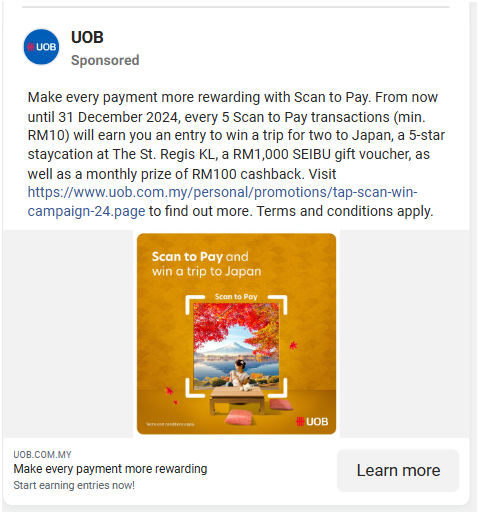 UOB
UOB
Sponsored
Make every payment more rewarding with Scan to Pay. From now
until 31 December 2024, every 5 Scan to Pay transactions (min.
RM10) will earn you an entry to win a trip for two to Japan, a 5-star
staycation at The St. Regis KL, a RM1,000 SEIBU gift voucher, as
well as a monthly prize of RM100 cashback. Visit
https://www.uob.com.my/personal/promotions/tap-scan-win-
campaign-24.page to find out more. Terms and conditions apply.
Scan to Pay and
win a trip to Japan
Scan to Pay
Terms and conditions apply.
UOB
UOB.COM.MY
Make every payment more rewarding
Start earning entries now!
Learn more